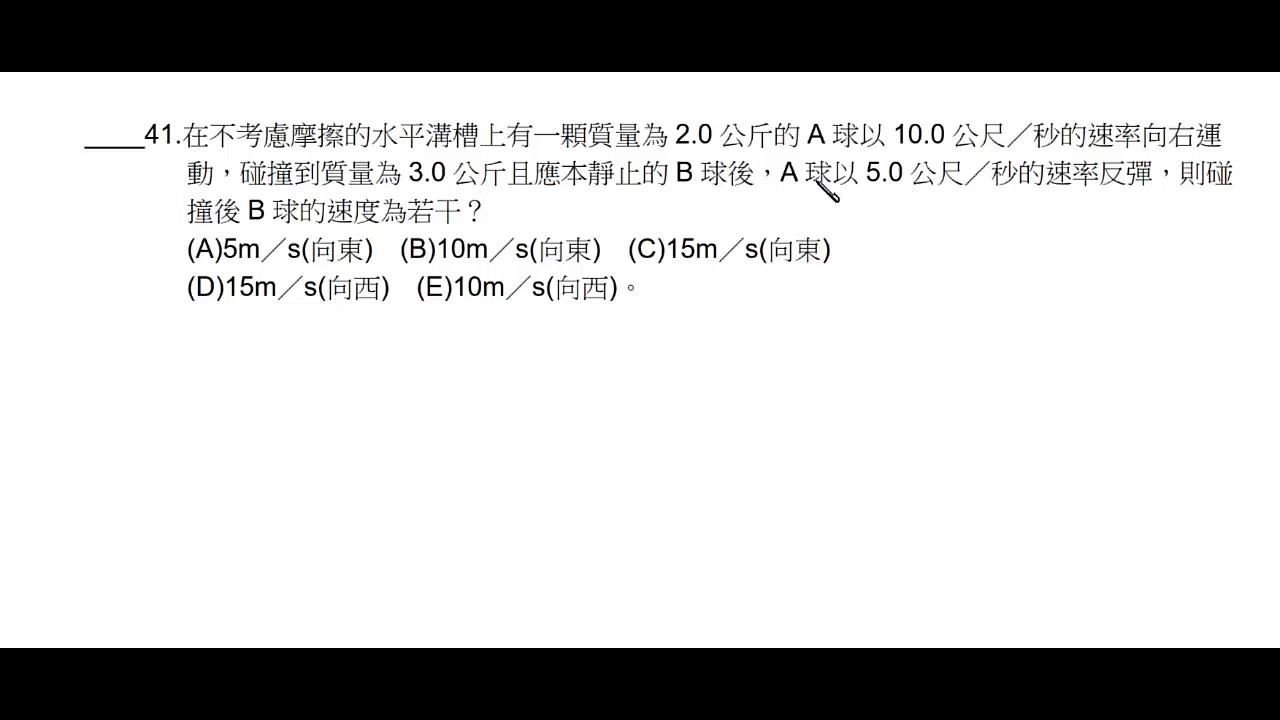 ____41.在不考慮摩擦的水平溝槽上有一顆質量為 2.0 公斤的 A 球以 10.0 公尺／秒的速率向右運
動，碰撞到質量為 3.0 公斤且應本靜止的 B 球後，A 球以 5.0 公尺／秒的速率反彈，則碰
撞後 B 球的速度為若干？
(A)5m／s(向東)　(B)10m／s(向東)　(C)15m／s(向東)
(D)15m／s(向西)　(E)10m／s(向西)。